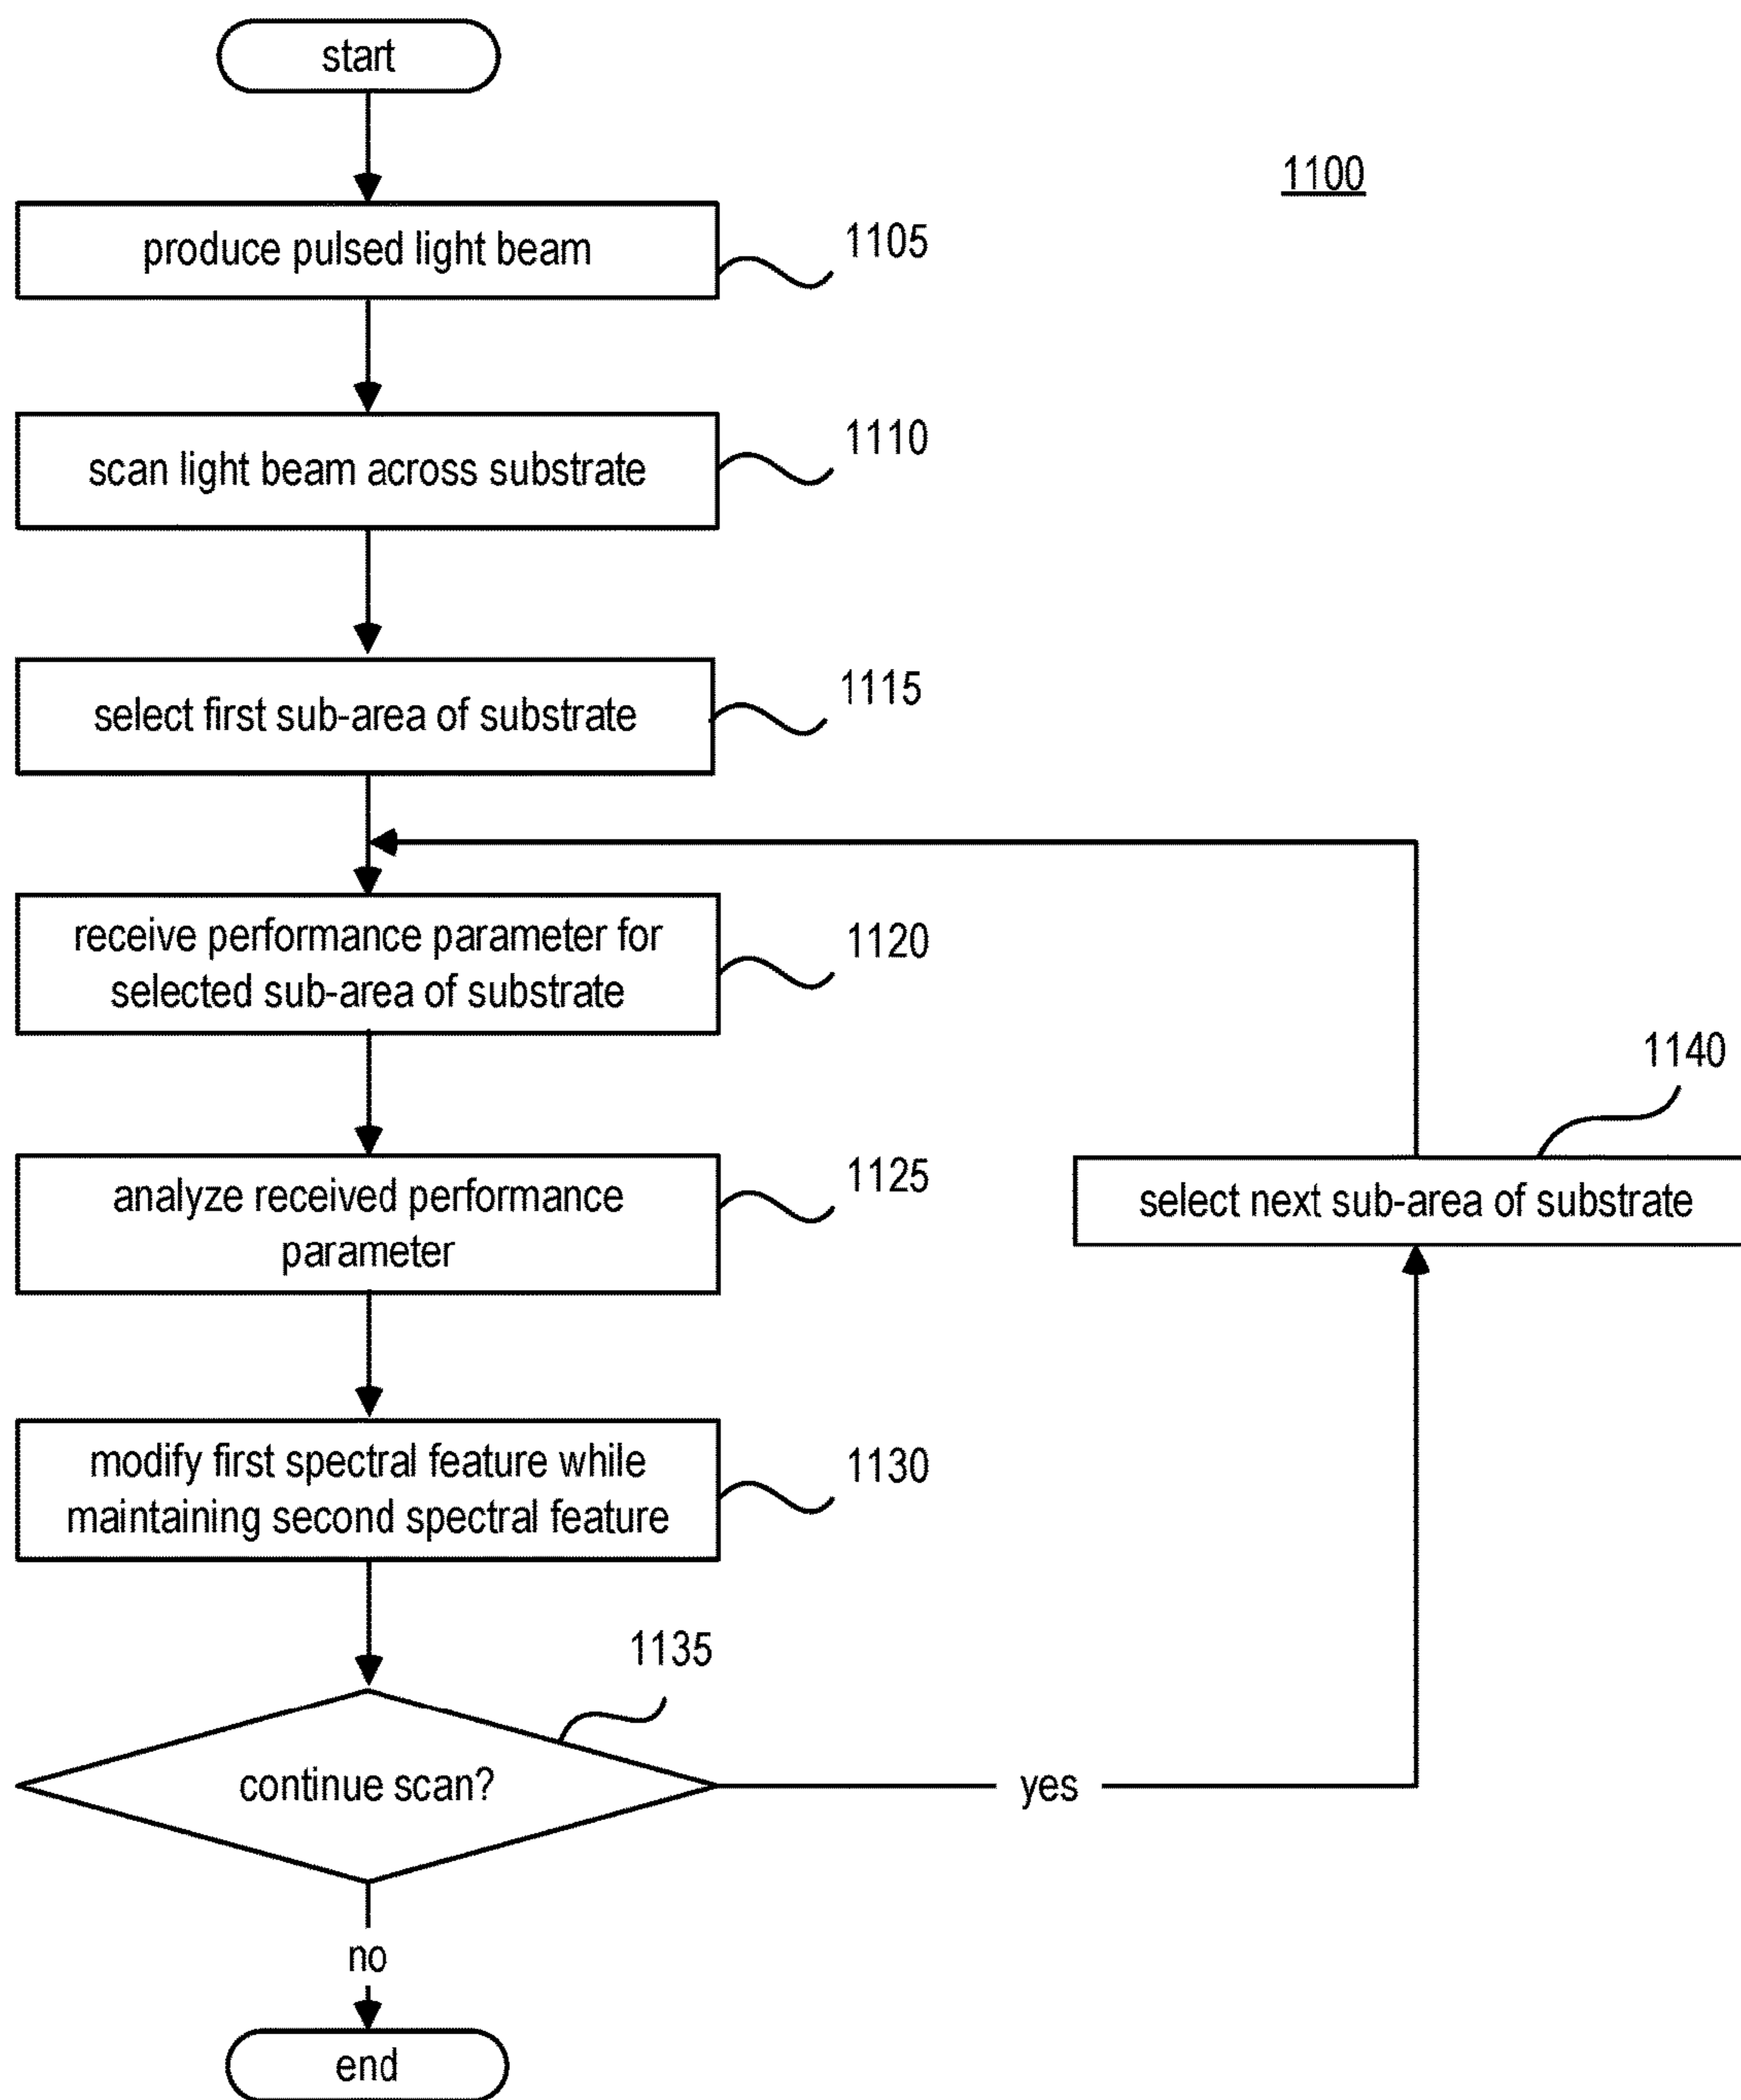 start
1100
produce pulsed light beam
1105
scan light beam across substrate
1110
select first sub-area of substrate
1115
receive performance parameter for
selected sub-area of substrate
1120
analyze received performance
parameter
1125
1140
select next sub-area of substrate
modify first spectral feature while
maintaining second spectral feature
1130
1135
continue scan?
yes
no
end